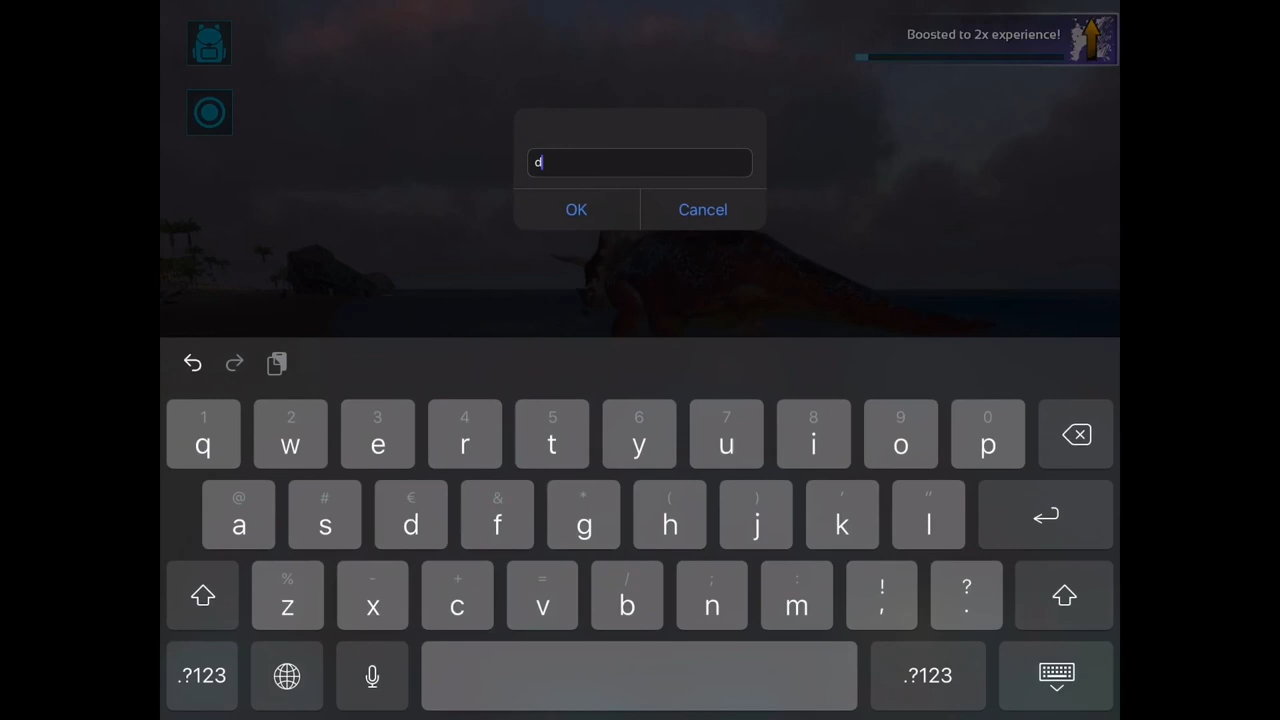 Boosted to 2x experience!
d
OK Cancel
1 2 3 4 5 6 7 8 9 0
q w e r t y u i o p
@ # € & * ( ) ' "
a s d f g h j k l
% - + = / ; : ! ?
z x c v b n m , .
.?123 .?123